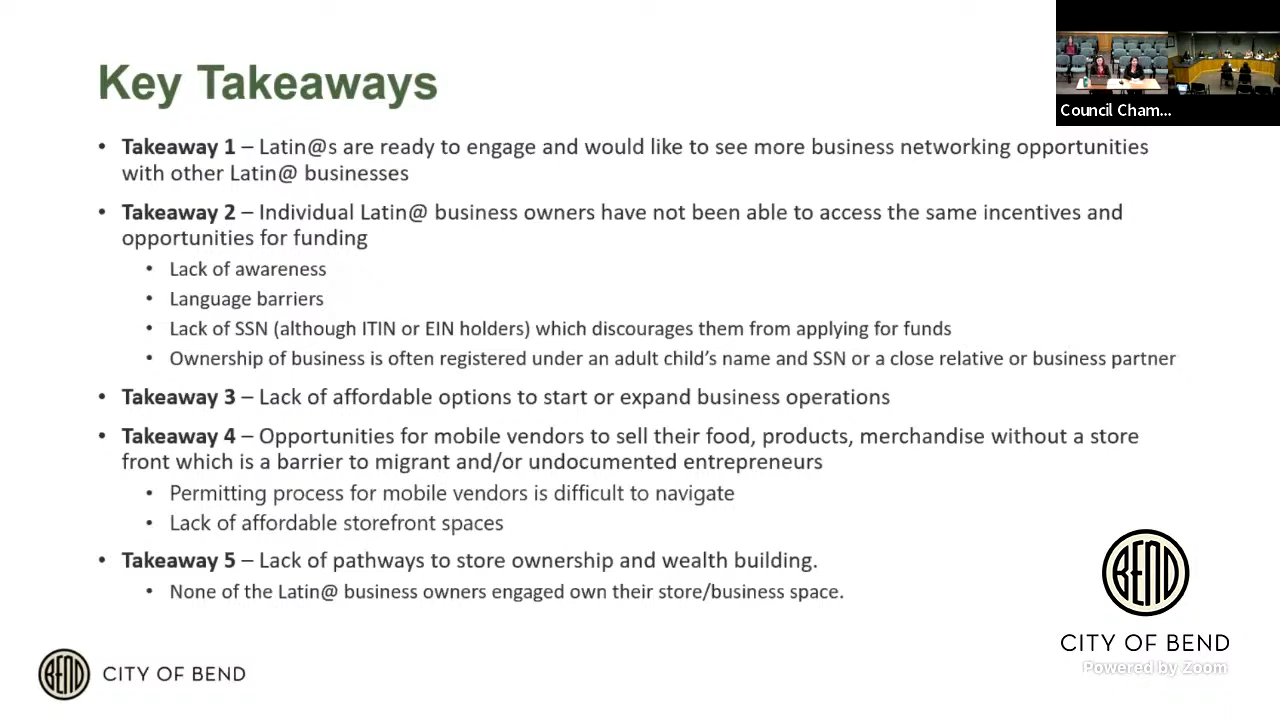 Council Cham...
Key Takeaways
• Takeaway 1 – Latin@s are ready to engage and would like to see more business networking opportunities
with other Latin@ businesses
• Takeaway 2 – Individual Latin@ business owners have not been able to access the same incentives and
opportunities for funding
• Lack of awareness
• Language barriers
• Lack of SSN (although ITIN or EIN holders) which discourages them from applying for funds
• Ownership of business is often registered under an adult child’s name and SSN or a close relative or business partner
• Takeaway 3 – Lack of affordable options to start or expand business operations
• Takeaway 4 – Opportunities for mobile vendors to sell their food, products, merchandise without a store
front which is a barrier to migrant and/or undocumented entrepreneurs
• Permitting process for mobile vendors is difficult to navigate
• Lack of affordable storefront spaces
• Takeaway 5 – Lack of pathways to store ownership and wealth building.
• None of the Latin@ business owners engaged own their store/business space.
BEND
CITY OF BEND
Powered by Zoom
BEND
CITY OF BEND